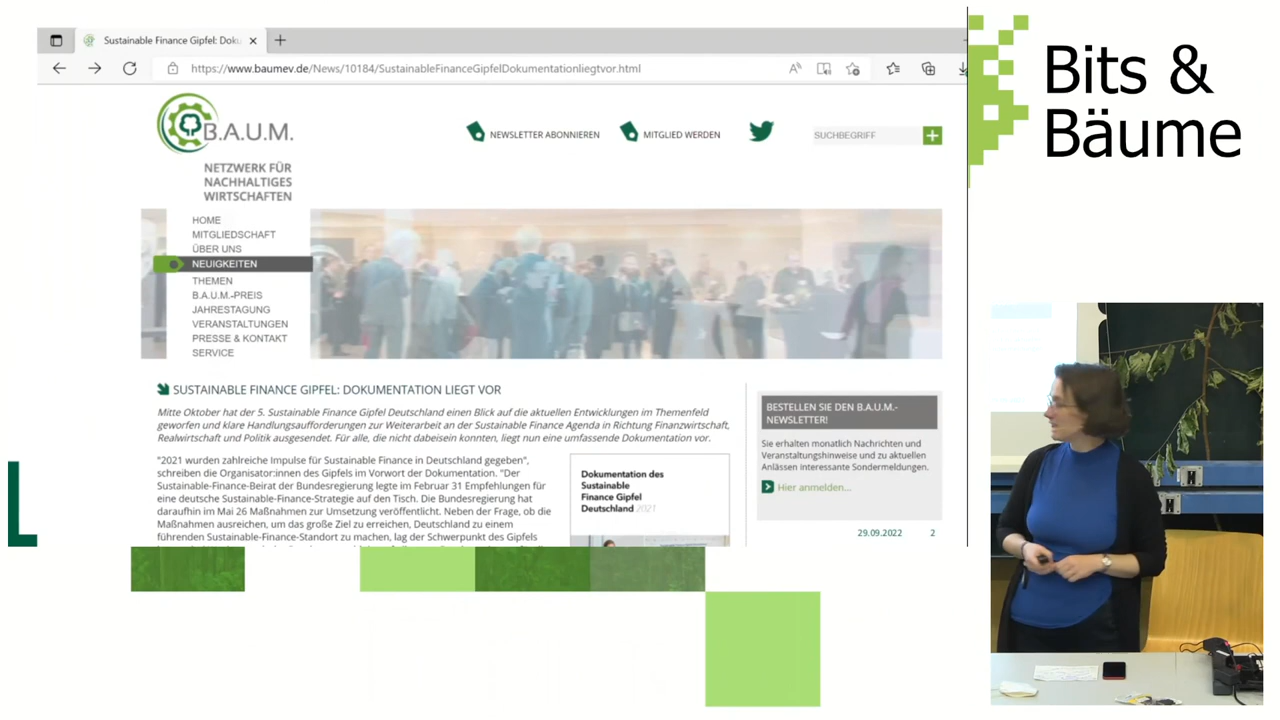 Sustainable Finance Gipfel: Doku
https://www.baumev.de/News/10184/SustainableFinanceGipfelDokumentationliegtvor.html
B.A.U.M.
NETZWERK FÜR
NACHHALTIGES
WIRTSCHAFTEN
NEWSLETTER ABONNIEREN
MITGLIED WERDEN
SUCHBEGRIFF
HOME
MITGLIEDSCHAFT
ÜBER UNS
NEUIGKEITEN
THEMEN
B.A.U.M.-PREIS
JAHRESTAGUNG
VERANSTALTUNGEN
PRESSE & KONTAKT
SERVICE
SUSTAINABLE FINANCE GIPFEL: DOKUMENTATION LIEGT VOR
Mitte Oktober hat der 5. Sustainable Finance Gipfel Deutschland einen Blick auf die aktuellen Entwicklungen im Themenfeld
geworfen und klare Handlungsaufforderungen zur Weiterarbeit an der Sustainable Finance Agenda in Richtung Finanzwirtschaft,
Realwirtschaft und Politik ausgesendet. Für alle, die nicht dabeisein konnten, liegt nun eine umfassende Dokumentation vor.
"2021 wurden zahlreiche Impulse für Sustainable Finance in Deutschland gegeben",
schreiben die Organisator:innen des Gipfels im Vorwort der Dokumentation. "Der
Sustainable-Finance-Beirat der Bundesregierung legte im Februar 31 Empfehlungen für
eine deutsche Sustainable-Finance-Strategie auf den Tisch. Die Bundesregierung hat
daraufhin im Mai 26 Maßnahmen zur Umsetzung veröffentlicht. Neben der Frage, ob die
Maßnahmen ausreichen, um das große Ziel zu erreichen, Deutschland zu einem
führenden Sustainable-Finance-Standort zu machen, lag der Schwerpunkt des Gipfels
Dokumentation des
Sustainable
Finance Gipfel
Deutschland 2021
BESTELLEN SIE DEN B.A.U.M.-
NEWSLETTER!
Sie erhalten monatlich Nachrichten und
Veranstaltungshinweise und zu aktuellen
Anlässen interessante Sondermeldungen.
Hier anmelden...
29.09.2022 2
Bits &
Bäume